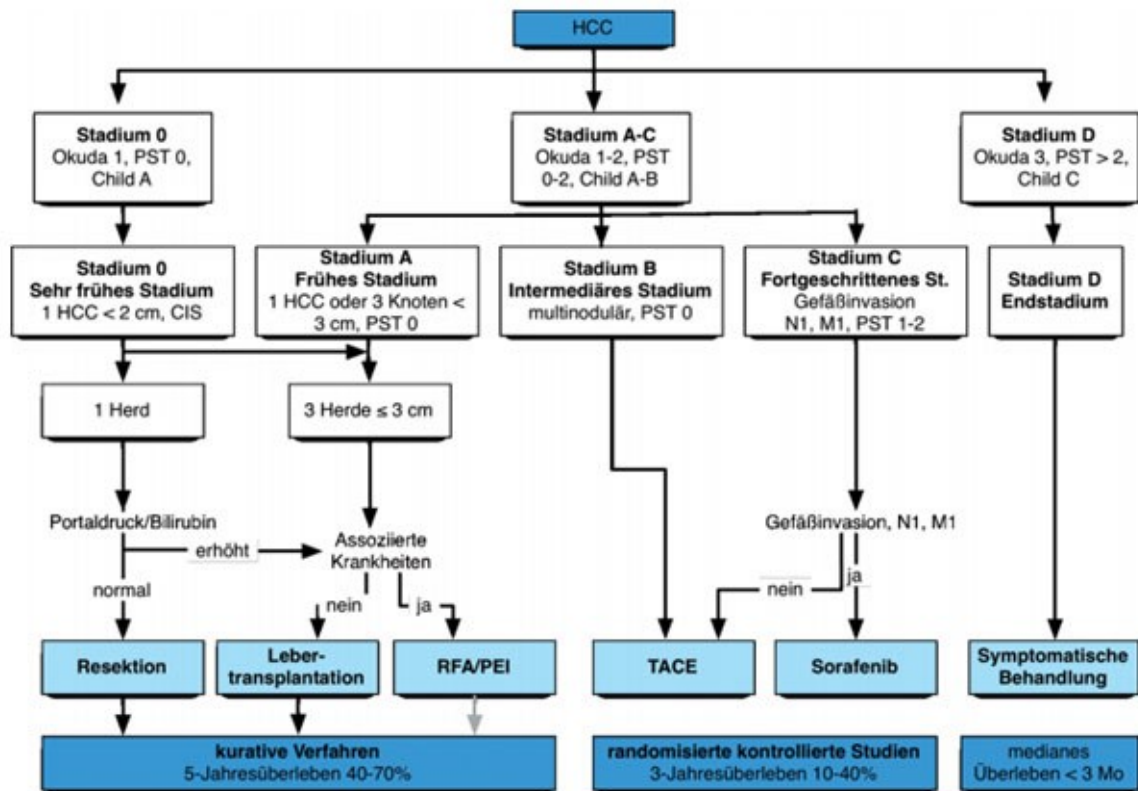 HCC
Stadium 0
Okuda 1, PST 0,
Child A
Stadium A-C
Okuda 1-2, PST
0-2, Child A-B
Stadium D
Okuda 3, PST > 2,
Child C
Stadium 0
Sehr frühes Stadium
1 HCC < 2 cm, CIS
Stadium A
Frühes Stadium
1 HCC oder 3 Knoten <
3 cm, PST 0
Stadium B
Intermediäres Stadium
multinodulär, PST 0
Stadium C
Fortgeschrittenes St.
Gefäßinvasion
N1, M1, PST 1-2
Stadium D
Endstadium
1 Herd
3 Herde ≤ 3 cm
Portaldruck/Bilirubin
erhöht
normal
Assoziierte
Krankheiten
nein
ja
Gefäßinvasion, N1, M1
nein
ja
Resektion
Leber-
transplantation
RFA/PEI
TACE
Sorafenib
Symptomatische
Behandlung
kurative Verfahren
5-Jahresüberleben 40-70%
randomisierte kontrollierte Studien
3-Jahresüberleben 10-40%
medianes
Überleben < 3 Mo